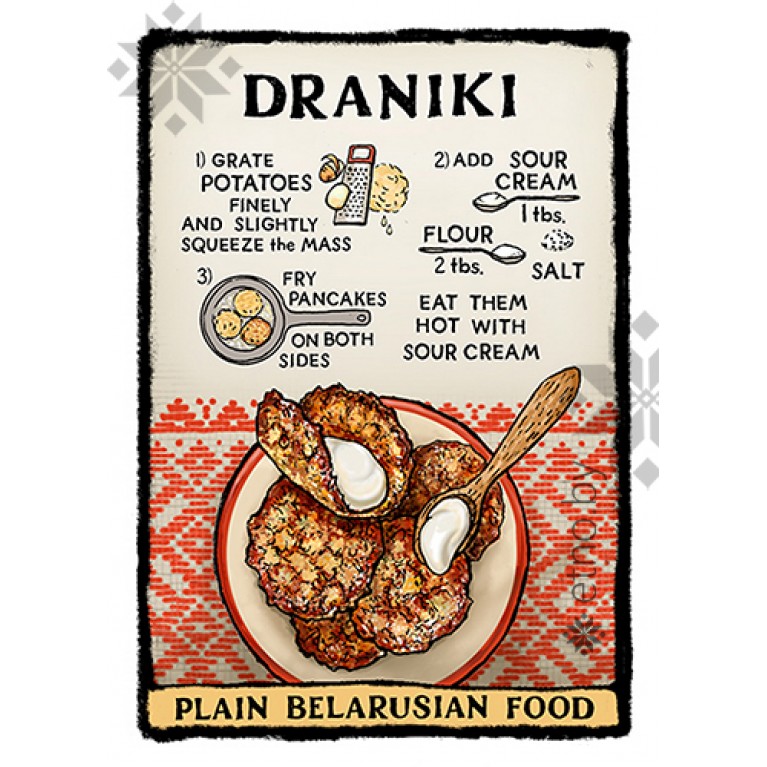 DRANIKI
1) GRATE
POTATOES
FINELY
AND SLIGHTLY
SQUEEZE the MASS
2) ADD SOUR
CREAM
1 tbs.
FLOUR
2 tbs.
SALT
3) FRY
PANCAKES
ON BOTH
SIDES
EAT THEM
HOT WITH
SOUR CREAM
PLAIN BELARUSIAN FOOD
etno.by